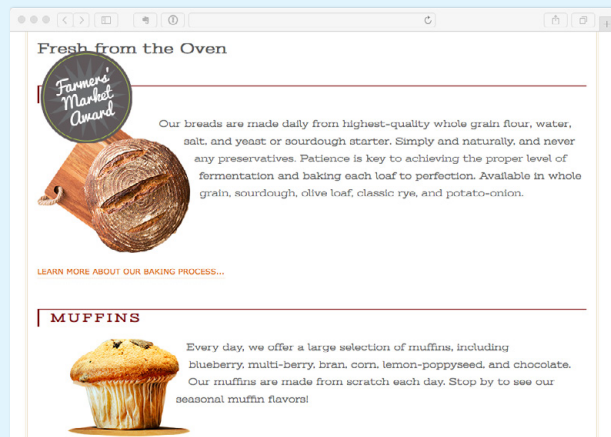 Fresh from the Oven
Farmers'
Market
Award
Our breads are made daily from highest-quality whole grain flour, water,
salt, and yeast or sourdough starter. Simply and naturally, and never
any preservatives. Patience is key to achieving the proper level of
fermentation and baking each loaf to perfection. Available in whole
grain, sourdough, olive loaf, classic rye, and potato-onion.
LEARN MORE ABOUT OUR BAKING PROCESS...
MUFFINS
Every day, we offer a large selection of muffins, including
blueberry, multi-berry, bran, corn, lemon-poppyseed, and chocolate.
Our muffins are made from scratch each day. Stop by to see our
seasonal muffin flavors!